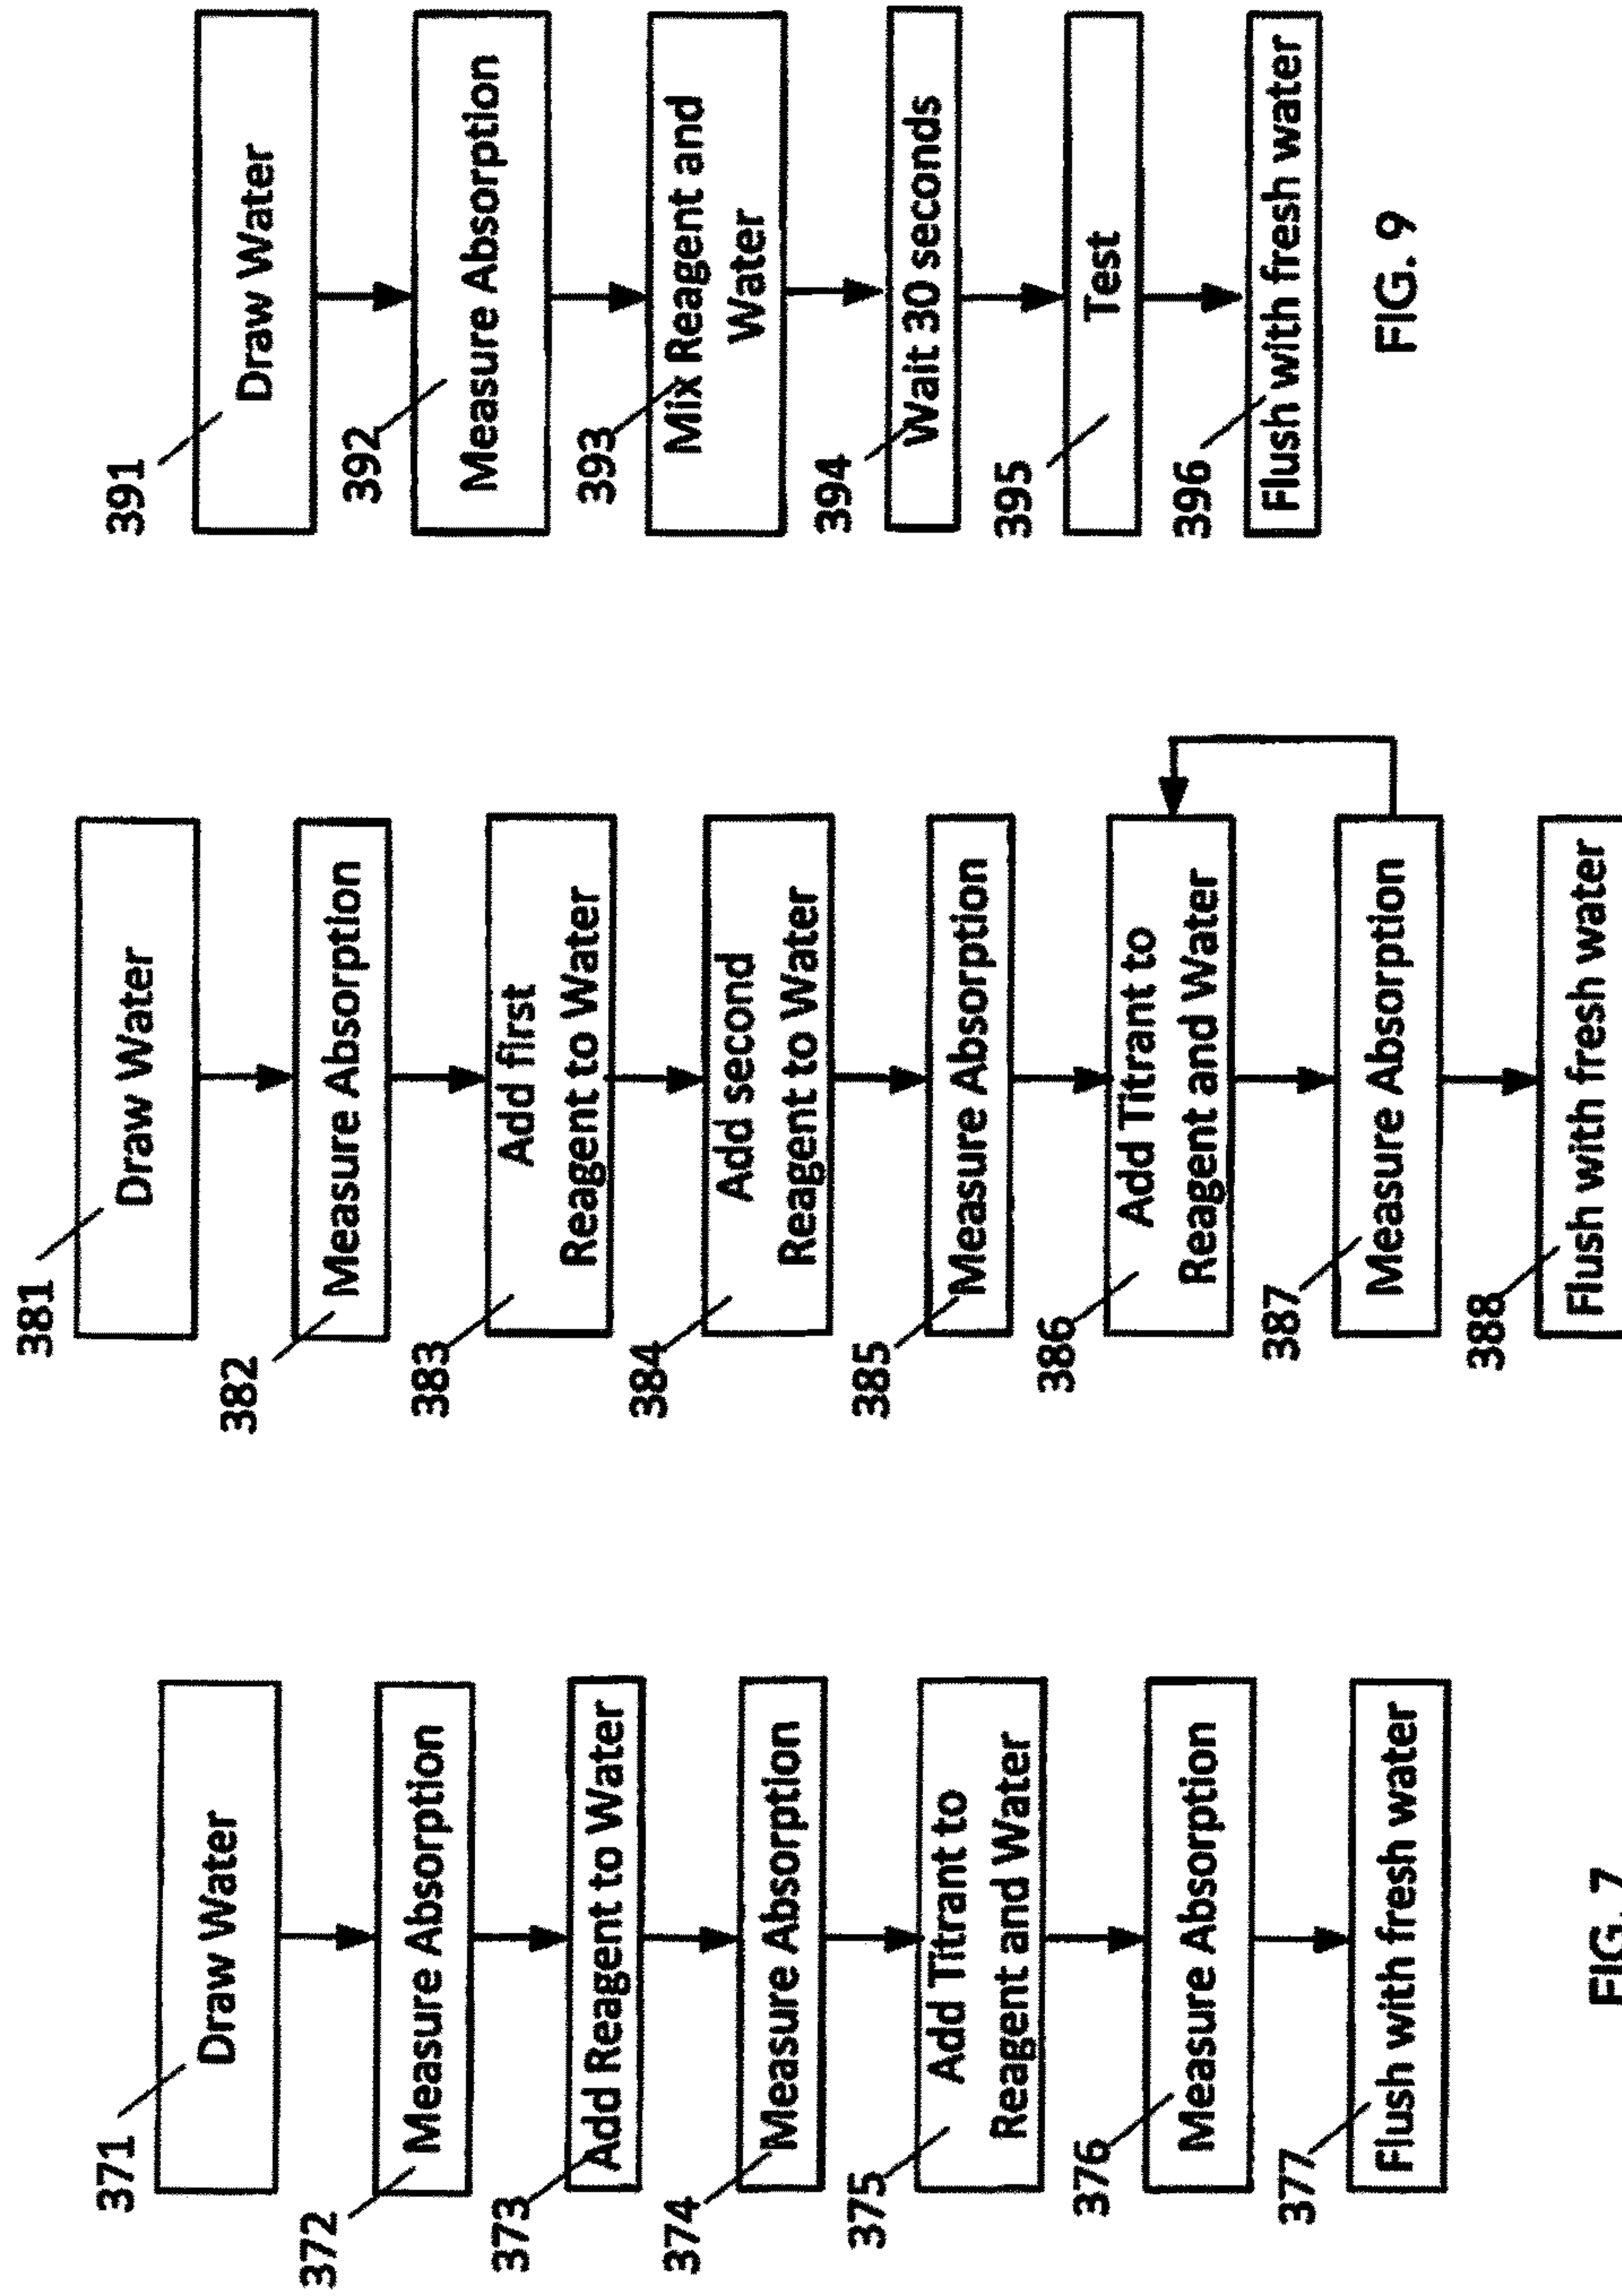 371
Draw Water
372
Measure Absorption
373
Add Reagent to Water
374
Measure Absorption
375
Add Titrant to
Reagent and Water
376
Measure Absorption
377
Flush with fresh water
FIG. 7
381
Draw Water
382
Measure Absorption
383
Add first
Reagent to Water
384
Add second
Reagent to Water
385
Measure Absorption
386
Add Titrant to
Reagent and Water
387
Measure Absorption
388
Flush with fresh water
391
Draw Water
392
Measure Absorption
393
Mix Reagent and
Water
394
Wait 30 seconds
395
Test
396
Flush with fresh water
FIG. 9